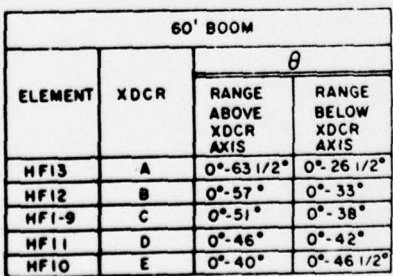 60' BOOM
ELEMENT XDCR θ
RANGE ABOVE XDCR AXIS RANGE BELOW XDCR AXIS
HF13 A 0°-63 1/2° 0°-26 1/2°
HF12 B 0°-57° 0°-33°
HF1-9 C 0°-51° 0°-38°
HF11 D 0°-46° 0°-42°
HF10 E 0°-40° 0°-46 1/2°